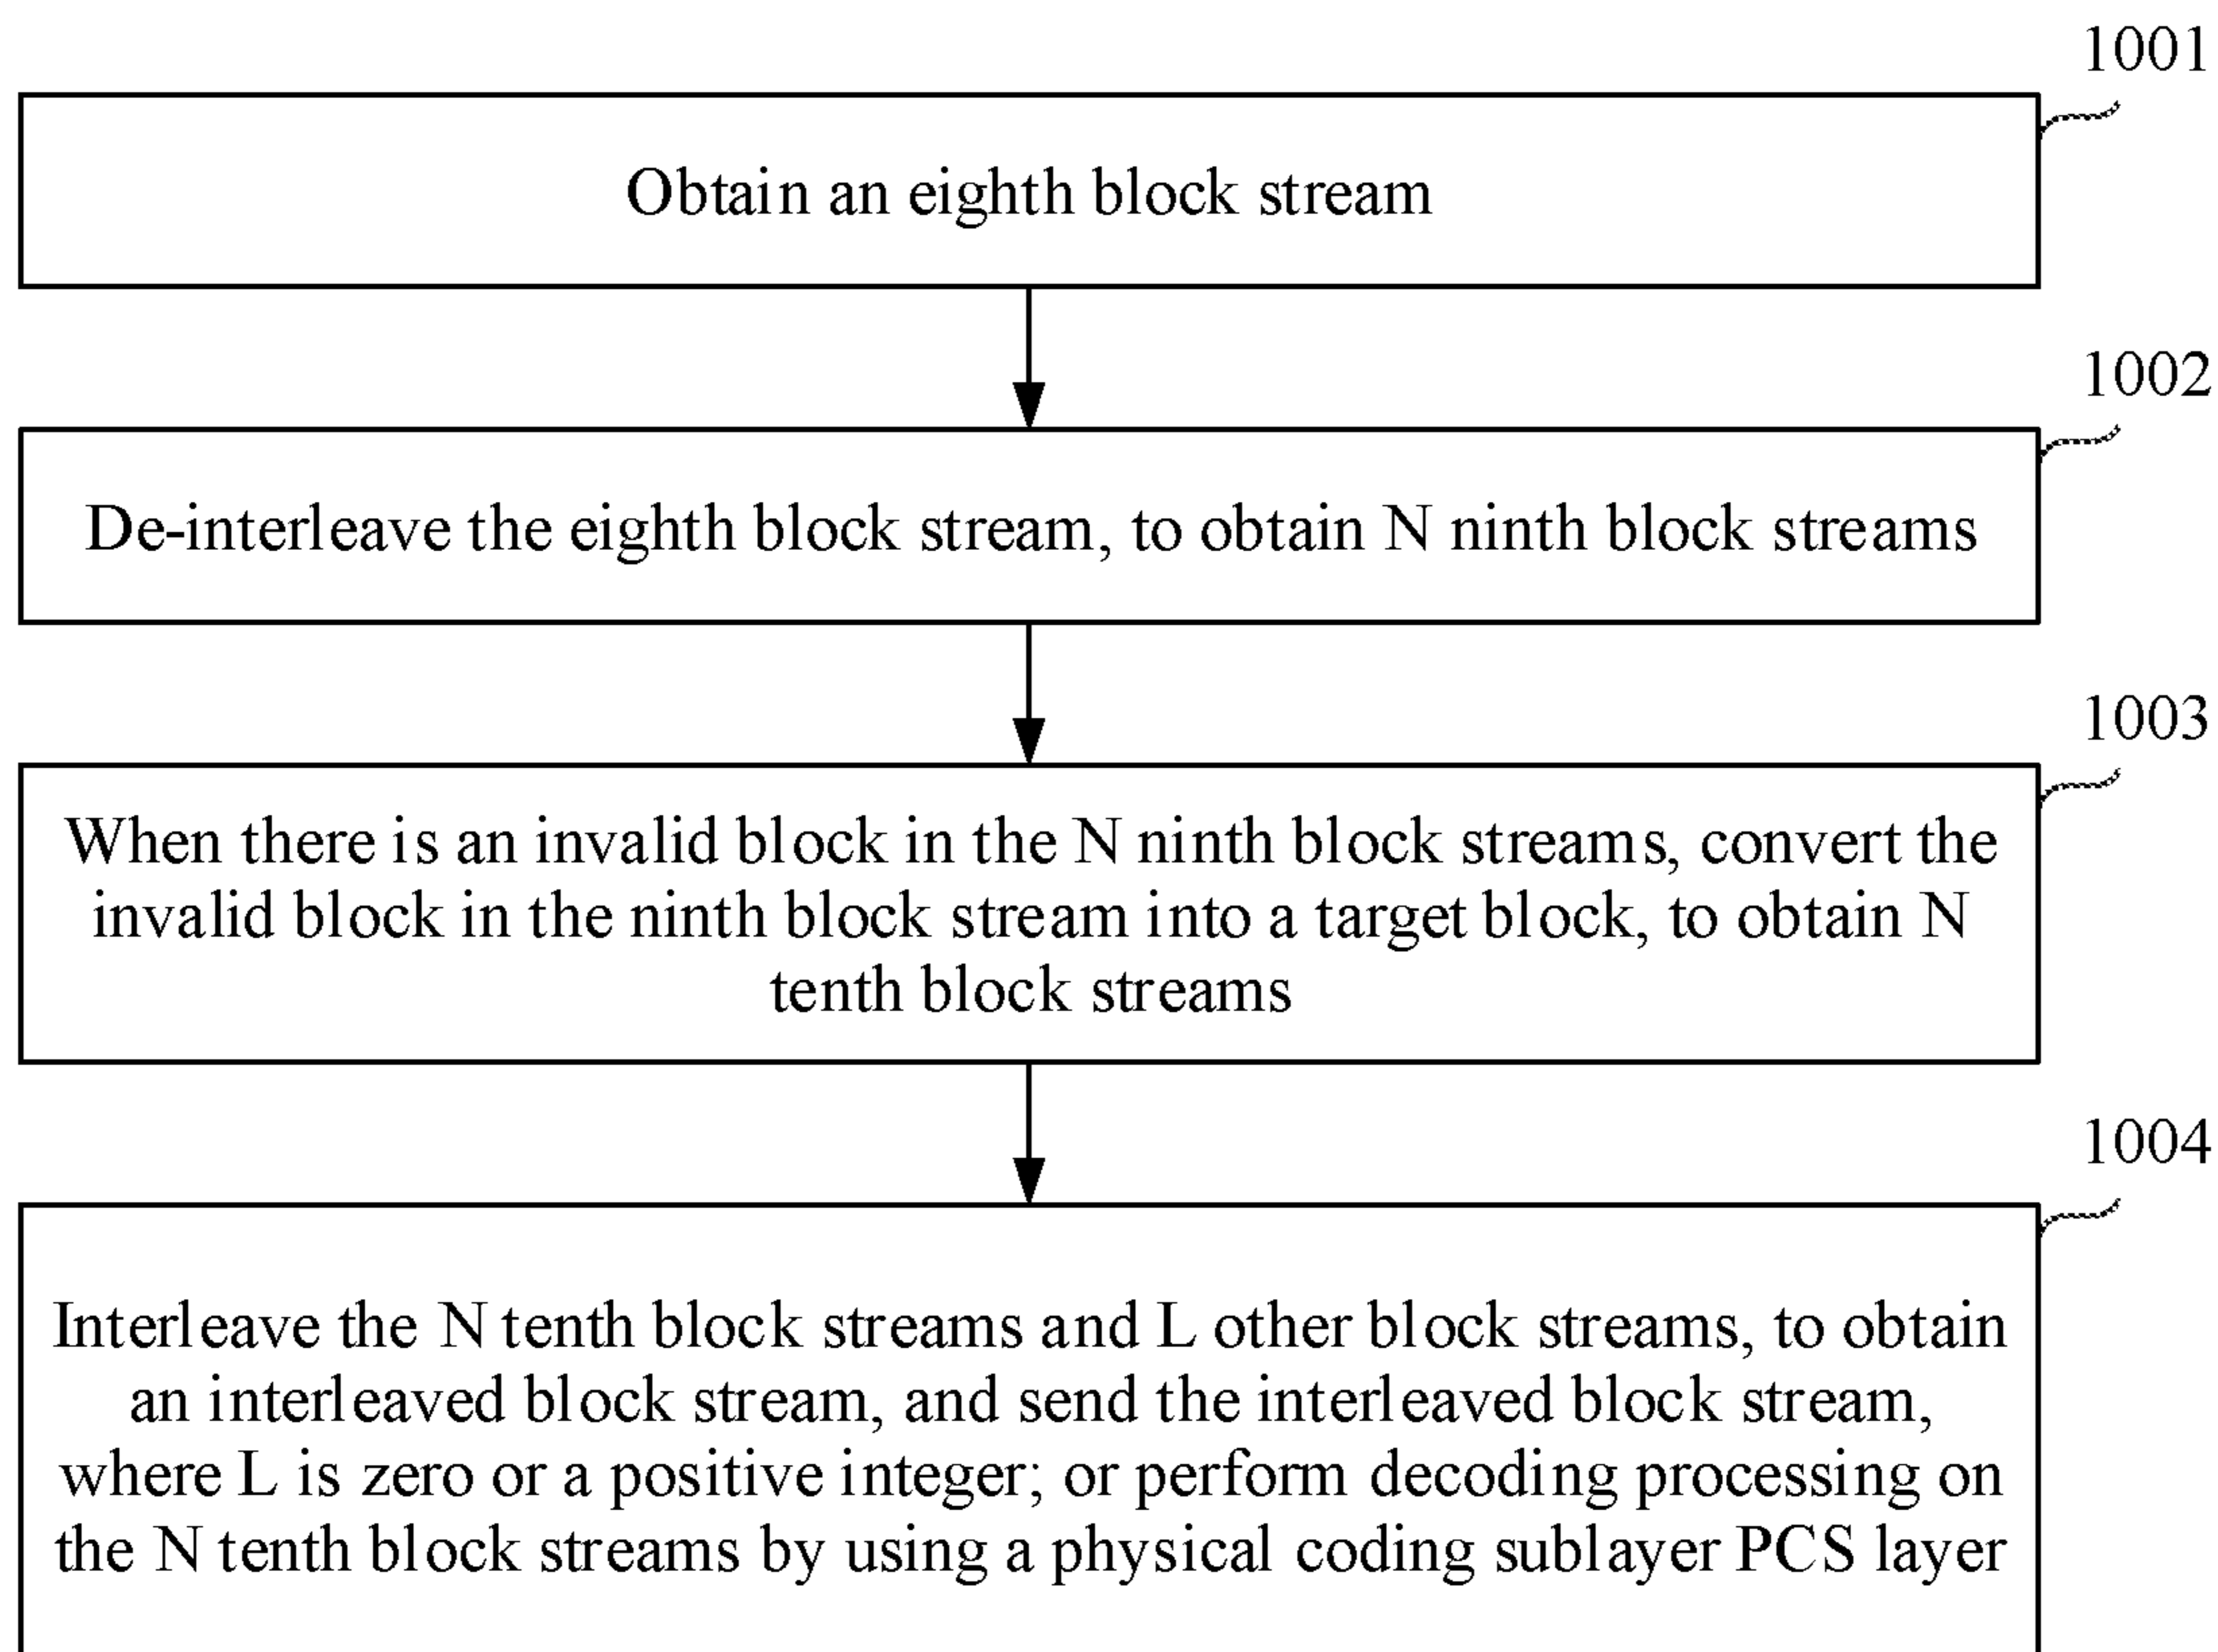 1001
Obtain an eighth block stream
1002
De-interleave the eighth block stream, to obtain N ninth block streams
1003
When there is an invalid block in the N ninth block streams, convert the
invalid block in the ninth block stream into a target block, to obtain N
tenth block streams
1004
Interleave the N tenth block streams and L other block streams, to obtain
an interleaved block stream, and send the interleaved block stream,
where L is zero or a positive integer; or perform decoding processing on
the N tenth block streams by using a physical coding sublayer PCS layer